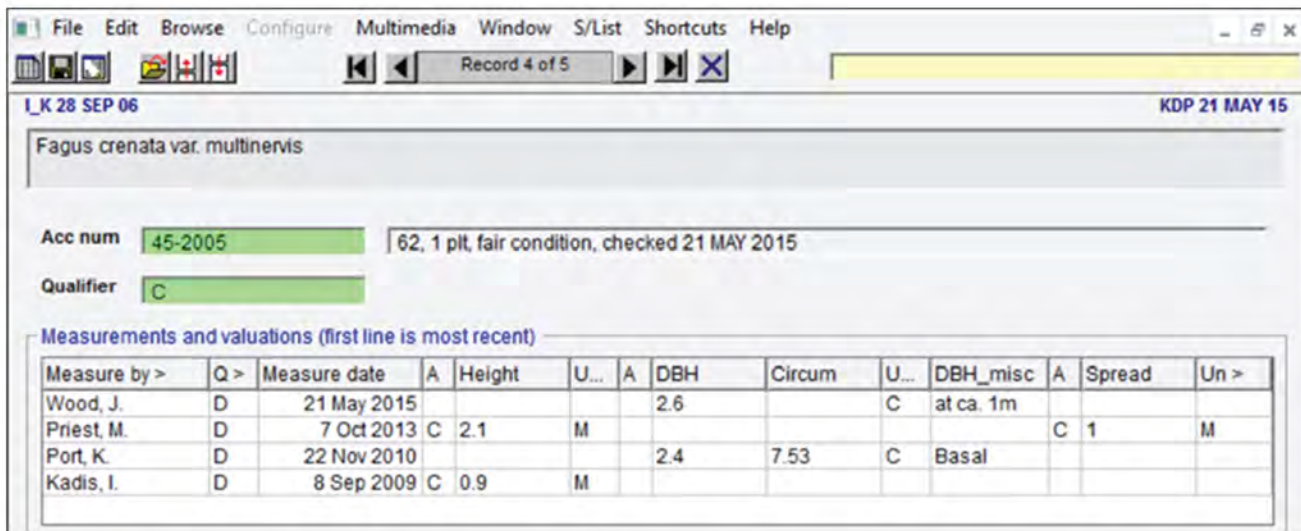 File Edit Browse Configure Multimedia Window S/List Shortcuts Help
Record 4 of 5
I_K 28 SEP 06 KDP 21 MAY 15
Fagus crenata var. multinervis
Acc num 45-2005 62, 1 plt, fair condition, checked 21 MAY 2015
Qualifier C
Measurements and valuations (first line is most recent)
Measure by > Q > Measure date A Height U... A DBH Circum U... DBH_misc A Spread Un >
Wood, J. D 21 May 2015 2.6 C at ca. 1m
Priest, M. D 7 Oct 2013 C 2.1 M C 1 M
Port, K. D 22 Nov 2010 2.4 7.53 C Basal
Kadis, I. D 8 Sep 2009 C 0.9 M